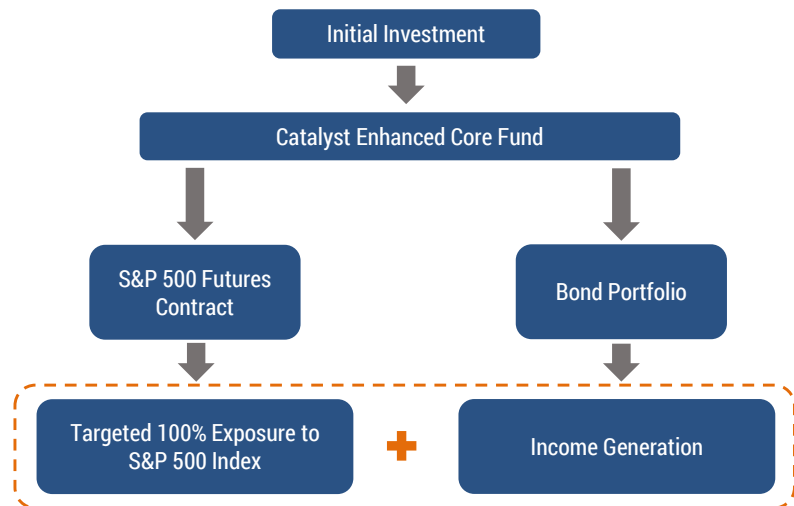 Initial Investment
Catalyst Enhanced Core Fund
S&P 500 Futures
Contract
Bond Portfolio
Targeted 100% Exposure to
S&P 500 Index
Income Generation